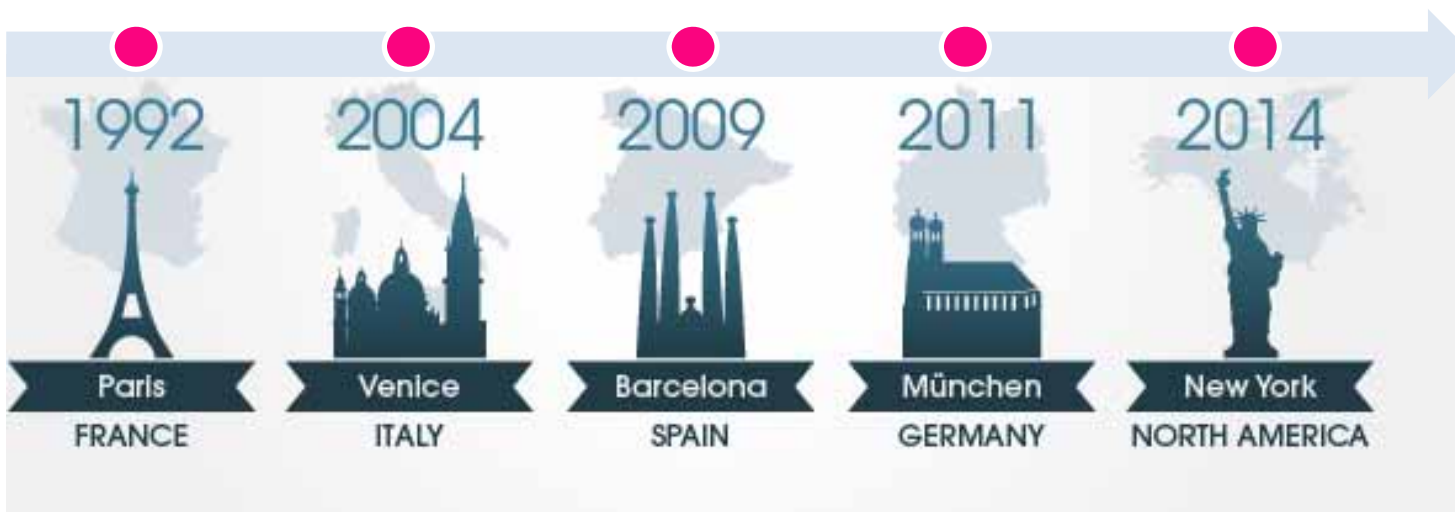 1992
2004
2009
2011
2014
Paris
Venice
Barcelona
München
New York
FRANCE
ITALY
SPAIN
GERMANY
NORTH AMERICA